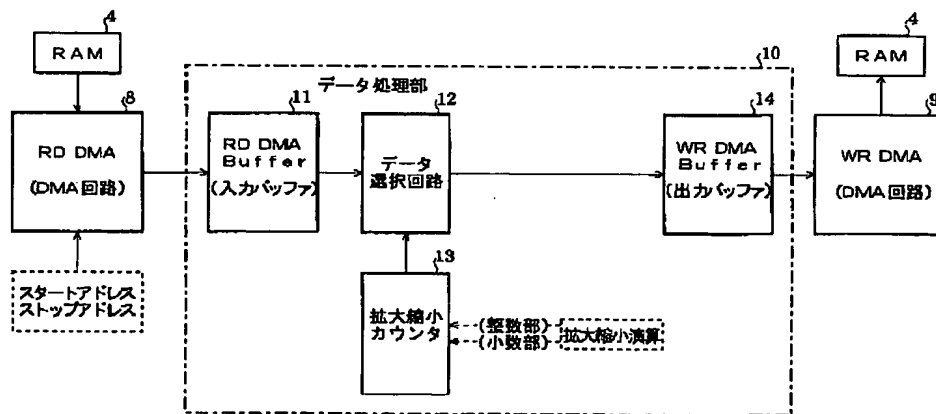 4
RAM
8
RD DMA
(DMA回路)
スタートアドレス
ストップアドレス
10
データ処理部
11
RD DMA
Buffer
(入力バッファ)
12
データ
選択回路
13
拡大縮小
カウンタ
(整数部)
(小数部)
拡大縮小演算
14
WR DMA
Buffer
(出力バッファ)
4
RAM
9
WR DMA
(DMA回路)